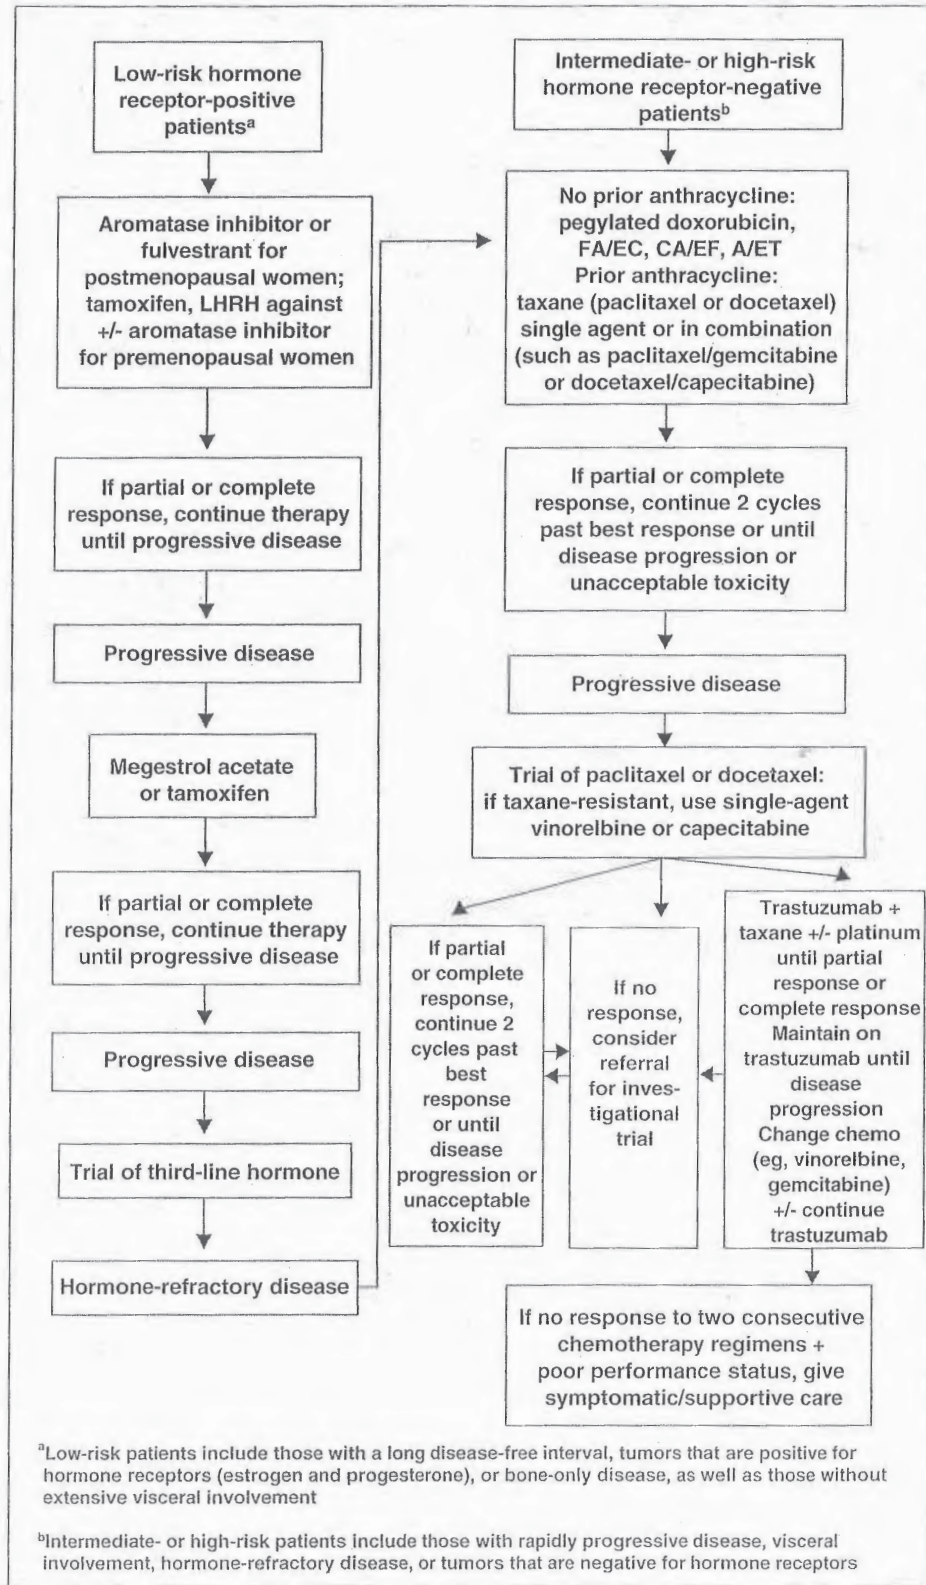 Low-risk hormone
receptor-positive
patientsᵃ
Aromatase inhibitor or
fulvestrant for
postmenopausal women;
tamoxifen, LHRH against
+/- aromatase inhibitor
for premenopausal women
If partial or complete
response, continue therapy
until progressive disease
Progressive disease
Megestrol acetate
or tamoxifen
If partial or complete
response, continue therapy
until progressive disease
Progressive disease
Trial of third-line hormone
Hormone-refractory disease
Intermediate- or high-risk
hormone receptor-negative
patientsᵇ
No prior anthracycline:
pegylated doxorubicin,
FA/EC, CA/EF, A/ET
Prior anthracycline:
taxane (paclitaxel or docetaxel)
single agent or in combination
(such as paclitaxel/gemcitabine
or docetaxel/capecitabine)
If partial or complete
response, continue 2 cycles
past best response or until
disease progression or
unacceptable toxicity
Progressive disease
Trial of paclitaxel or docetaxel:
if taxane-resistant, use single-agent
vinorelbine or capecitabine
If partial
or complete
response,
continue 2
cycles past
best
response
or until
disease
progression or
unacceptable
toxicity
If no
response,
consider
referral
for inves-
tigational
trial
Trastuzumab +
taxane +/- platinum
until partial
response or
complete response
Maintain on
trastuzumab until
disease
progression
Change chemo
(eg, vinorelbine,
gemcitabine)
+/- continue
trastuzumab
If no response to two consecutive
chemotherapy regimens +
poor performance status, give
symptomatic/supportive care
ᵃLow-risk patients include those with a long disease-free interval, tumors that are positive for
hormone receptors (estrogen and progesterone), or bone-only disease, as well as those without
extensive visceral involvement
ᵇIntermediate- or high-risk patients include those with rapidly progressive disease, visceral
involvement, hormone-refractory disease, or tumors that are negative for hormone receptors